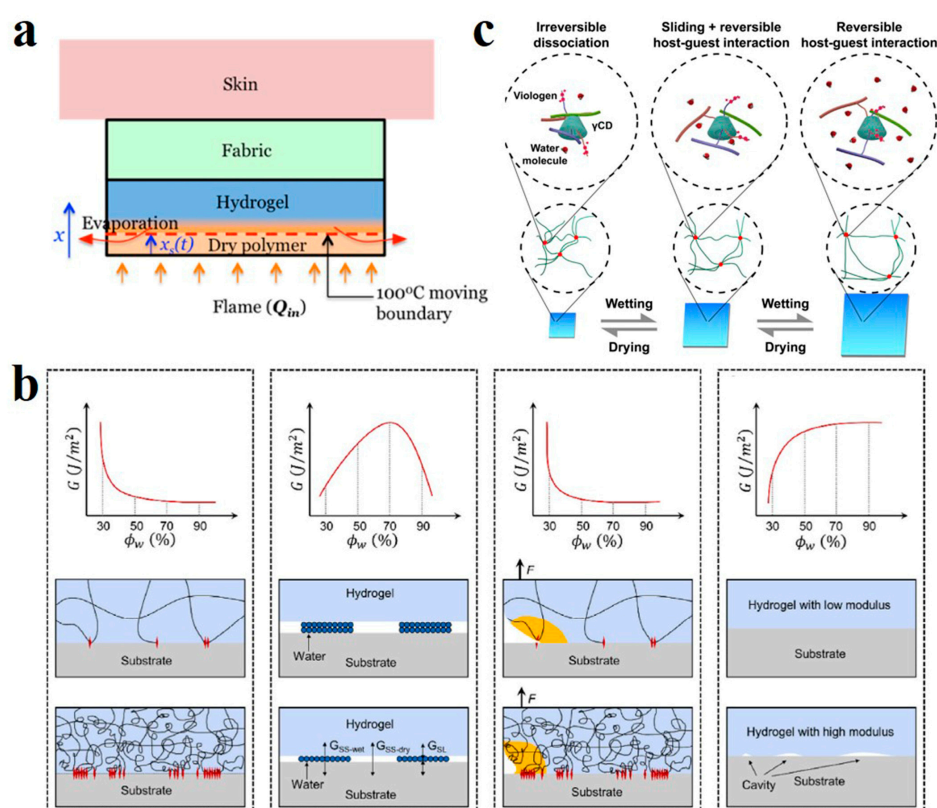 a
Skin
Fabric
Hydrogel
Evaporation
x
xₛ(t)
Dry polymer
Flame (Qin)
100°C moving
boundary
c
Irreversible
dissociation
Sliding + reversible
host-guest interaction
Reversible
host-guest interaction
Viologen
γCD
Water
molecule
Wetting
Drying
Wetting
Drying
b
G (J/m²)
30 50 70 90
ϕw (%)
G (J/m²)
30 50 70 90
ϕw (%)
G (J/m²)
30 50 70 90
ϕw (%)
G (J/m²)
30 50 70 90
ϕw (%)
Substrate
Hydrogel
Water
Substrate
F
Substrate
Hydrogel with low modulus
Substrate
Substrate
Hydrogel
GSS-wet GSS-dry GSL
Water
Substrate
F
Substrate
Hydrogel with high modulus
Cavity
Substrate